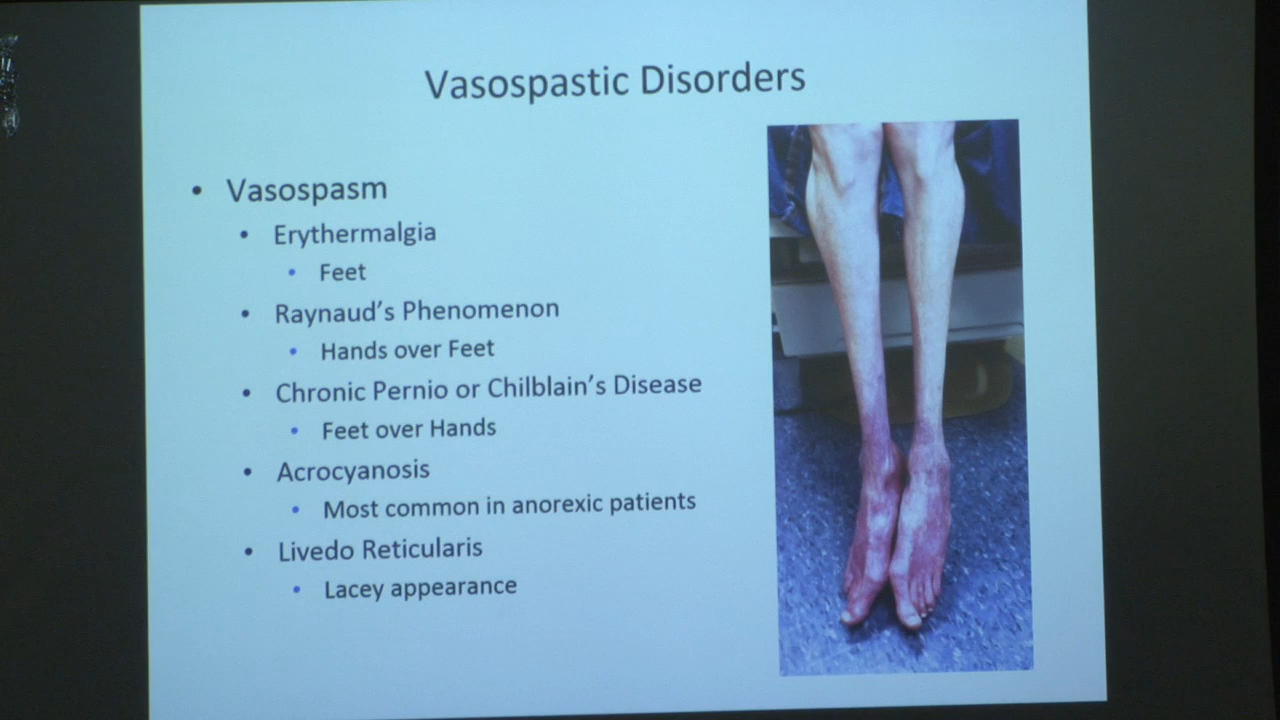 Vasospastic Disorders
• Vasospasm
• Erythermalgia
• Feet
• Raynaud's Phenomenon
• Hands over Feet
• Chronic Pernio or Chilblain's Disease
• Feet over Hands
• Acrocyanosis
• Most common in anorexic patients
• Livedo Reticularis
• Lacey appearance